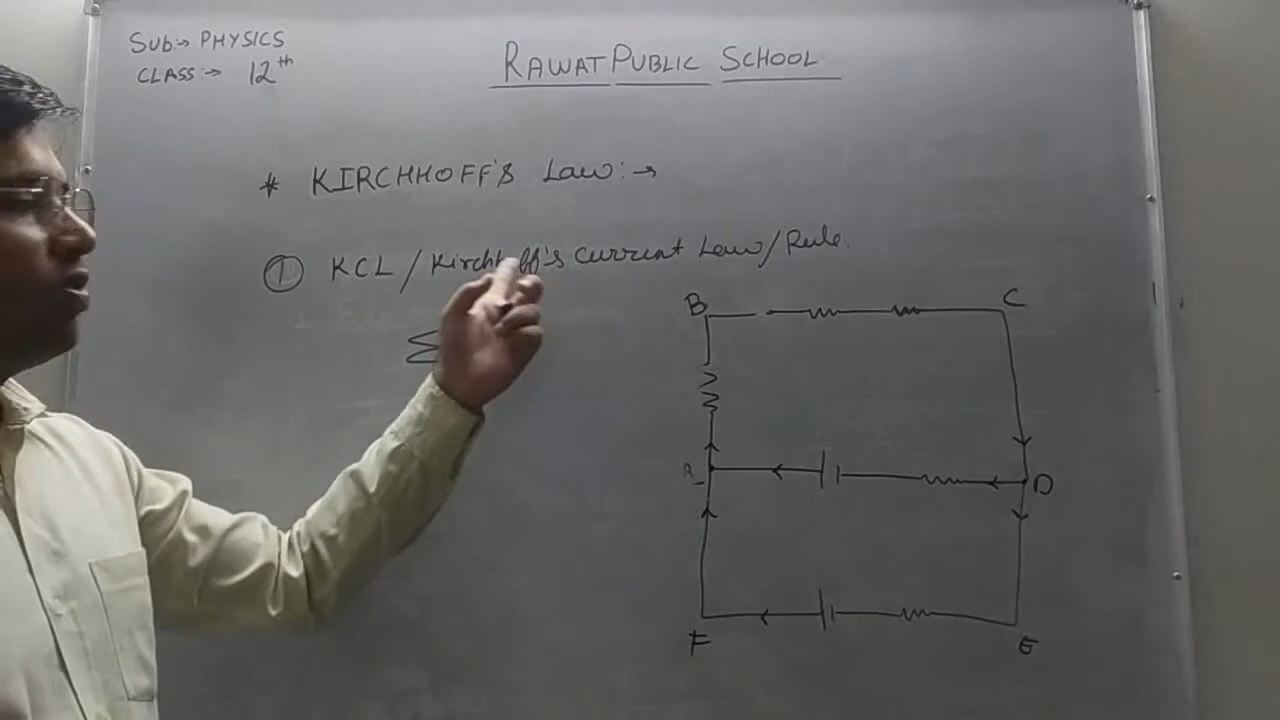 SUB:→ PHYSICS
CLASS:→ 12th
RAWAT PUBLIC SCHOOL
* KIRCHHOFF'S Law:→
① KCL / Kirchhoff's Current Law/Rule.
Σ
B
C
A
D
F
E